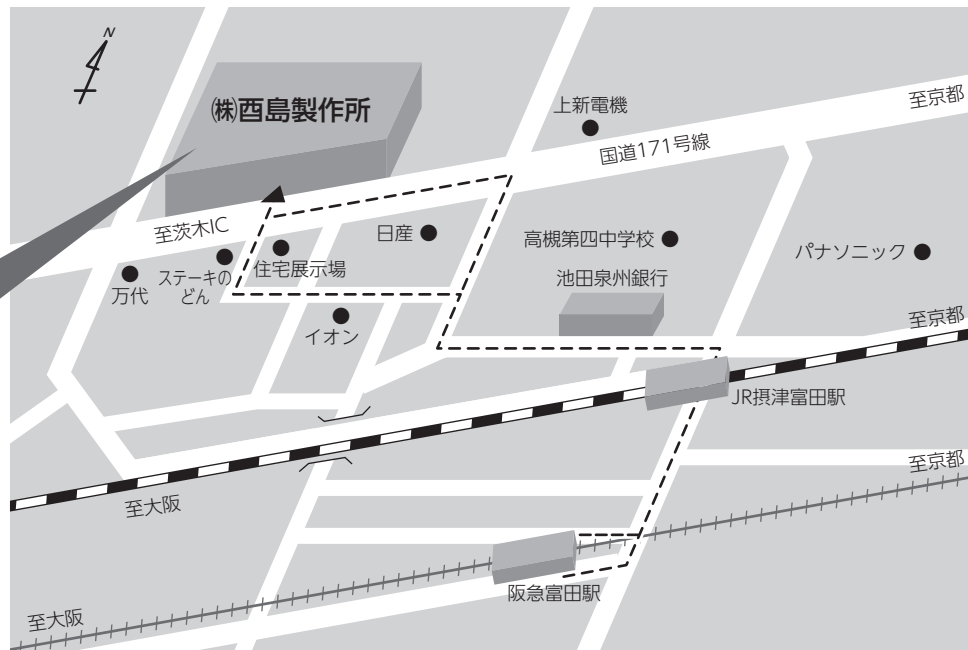 N
㈱酉島製作所
上新電機
至京都
国道171号線
至茨木IC
日産
高槻第四中学校
パナソニック
住宅展示場
ステーキの
どん
万代
池田泉州銀行
イオン
至京都
JR摂津富田駅
至大阪
至京都
阪急富田駅
至大阪